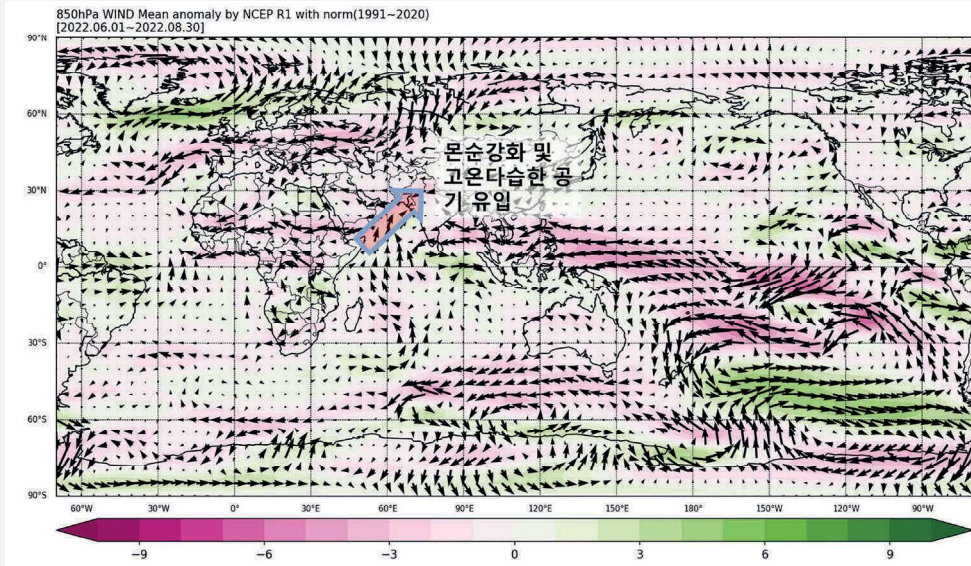 850hPa WIND Mean anomaly by NCEP R1 with norm(1991~2020)
[2022.06.01~2022.08.30]
90°N
60°N
30°N
0°
30°S
60°S
90°S
몬순강화 및
고온다습한 공
기 유입
60°W 30°W 0° 30°E 60°E 90°E 120°E 150°E 180° 150°W 120°W 90°W
−9 −6 −3 0 3 6 9